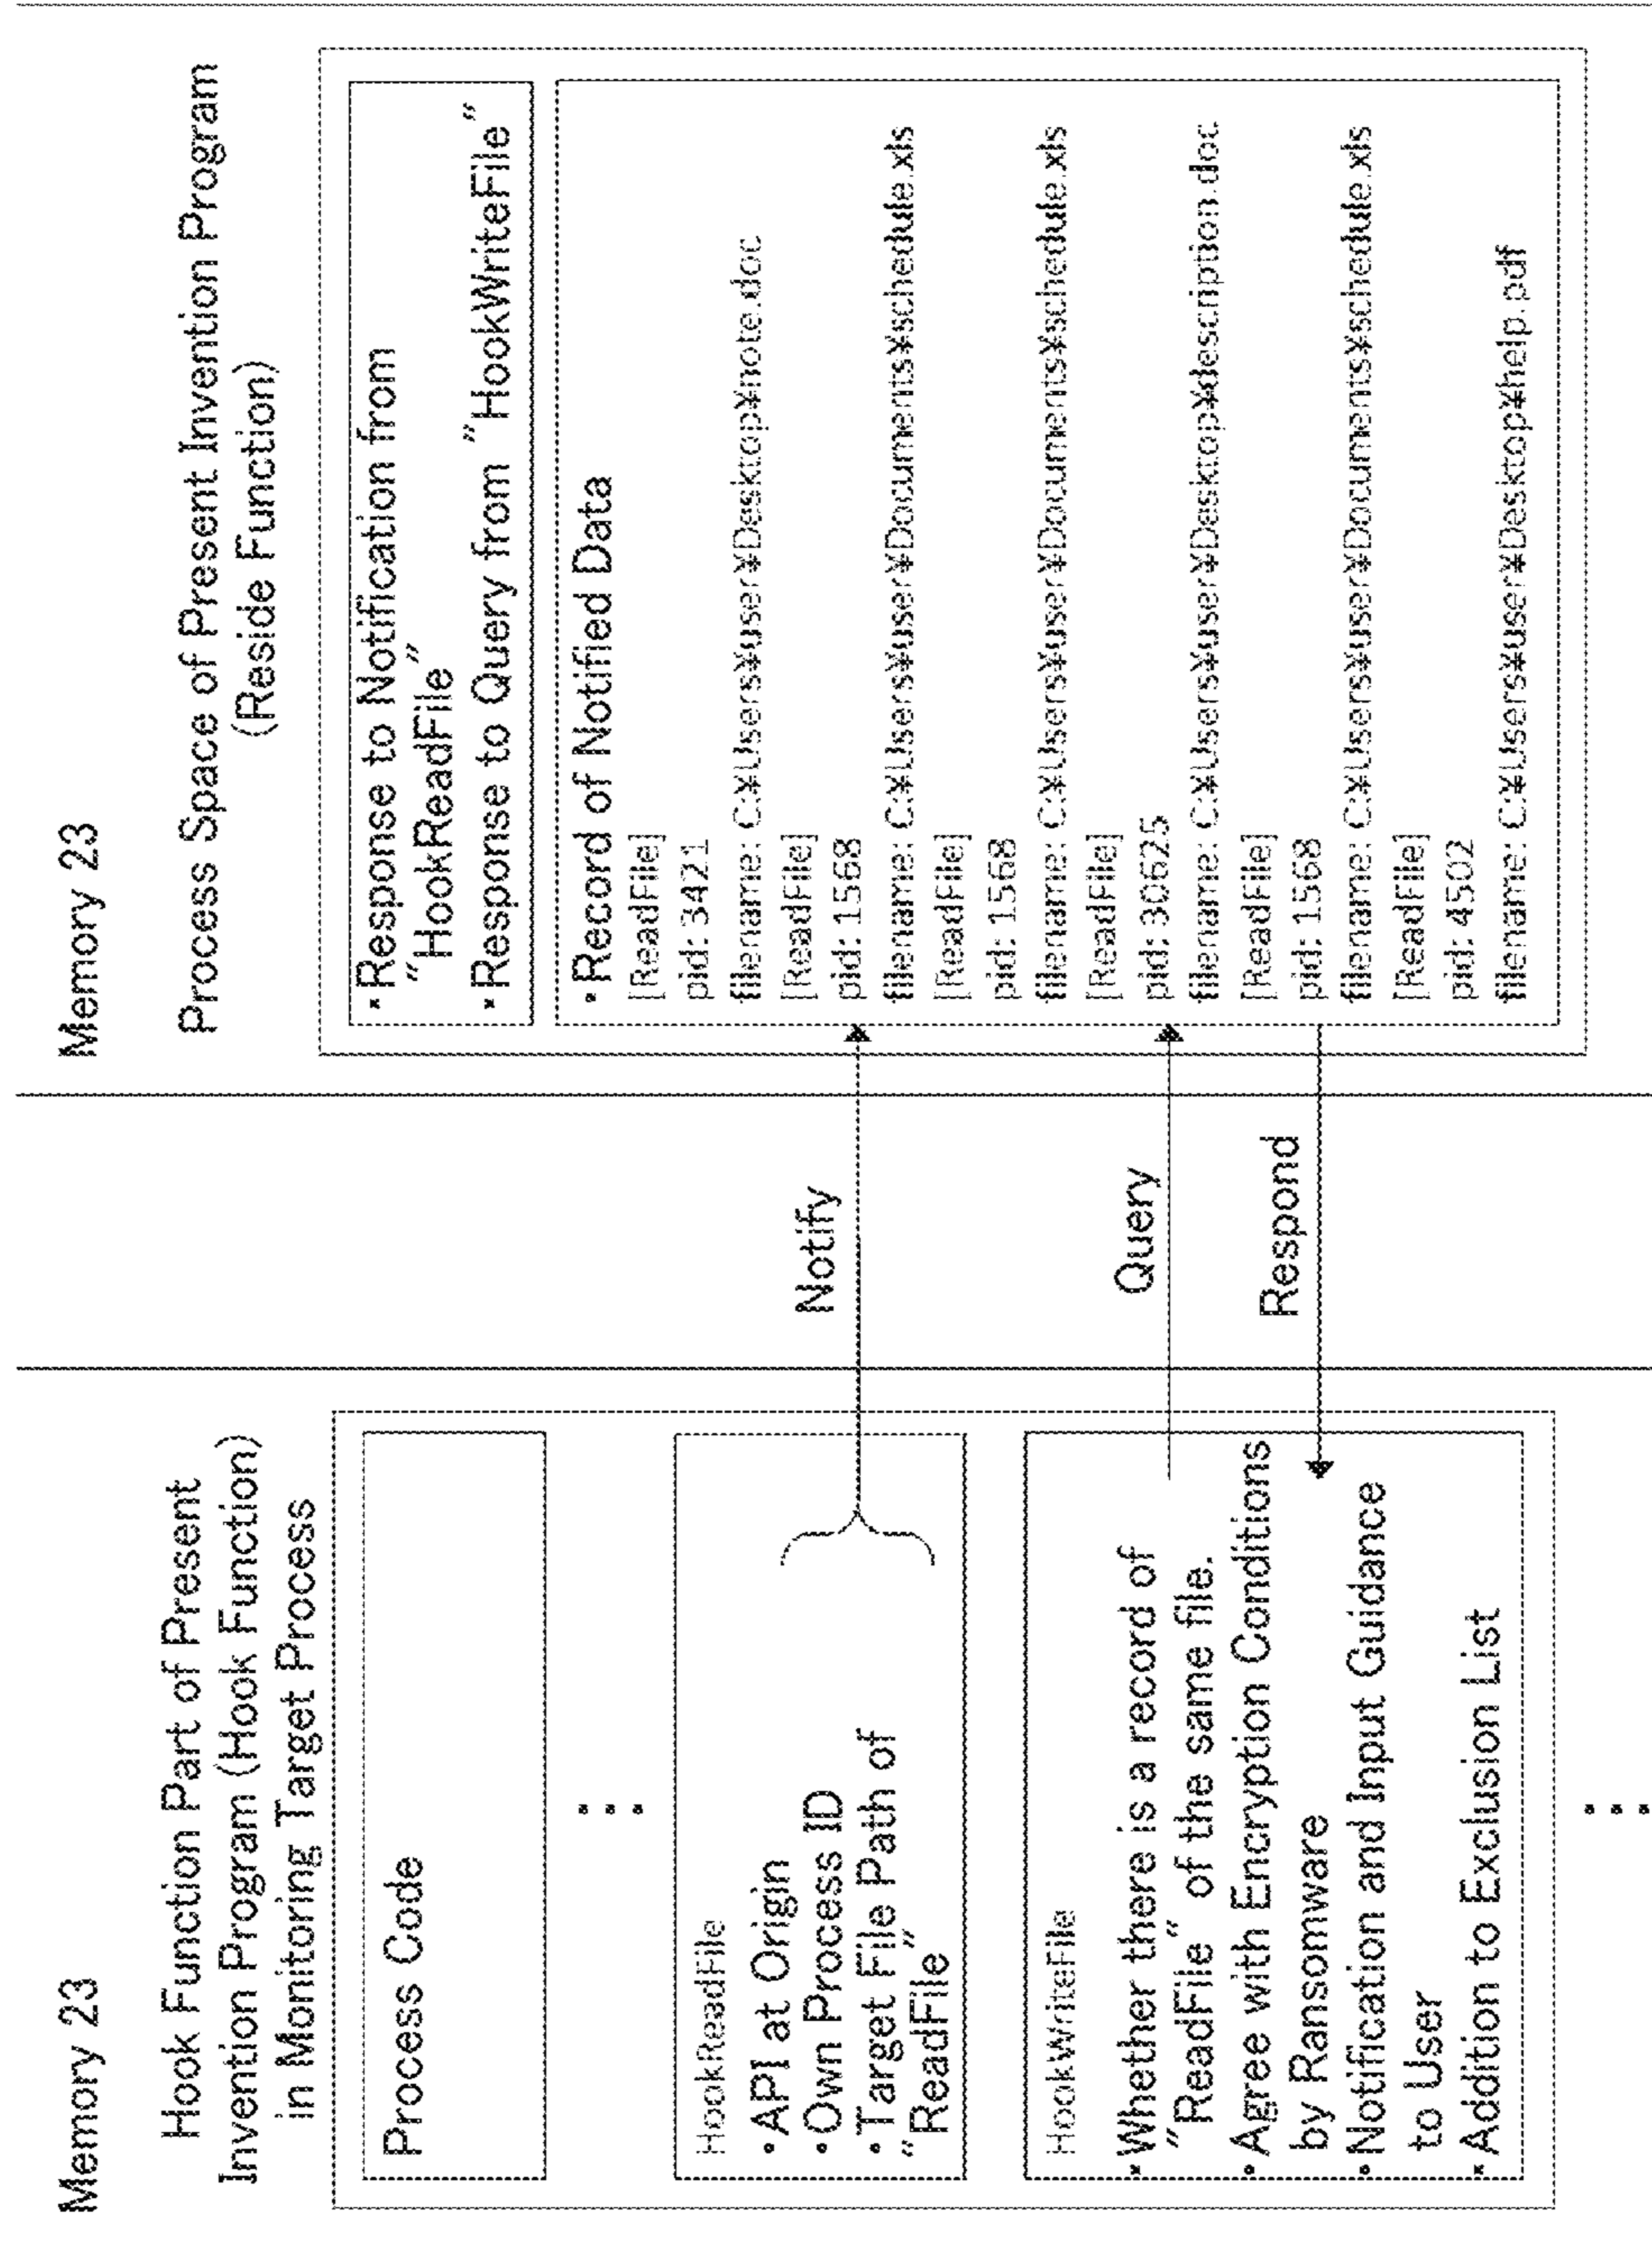 Memory 23
Hook Function Part of Present
Invention Program (Hook Function)
in Monitoring Target Process
Process Code
HookReadFile
・API at Origin
・Own Process ID
・Target File Path of
"ReadFile"
HookWriteFile
・Whether there is a record of
"ReadFile" of the same file.
・Agree with Encryption Conditions
by Ransomware
・Notification and Input Guidance
to User
・Addition to Exclusion List
Notify
Query
Respond
Memory 23
Process Space of Present Invention Program
(Reside Function)
・Response to Notification from
"HookReadFile"
・Response to Query from "HookWriteFile"
・Record of Notified Data
[ReadFile]
pid: 3421
filename: C:¥Users¥user¥Desktop¥note.doc
[ReadFile]
pid: 1568
filename: C:¥Users¥user¥Documents¥schedule.xls
[ReadFile]
pid: 1568
filename: C:¥Users¥user¥Documents¥schedule.xls
[ReadFile]
pid: 30625
filename: C:¥Users¥user¥Desktop¥description.doc
[ReadFile]
pid: 1568
filename: C:¥Users¥user¥Documents¥schedule.xls
[ReadFile]
pid: 4502
filename: C:¥Users¥user¥Desktop¥help.pdf